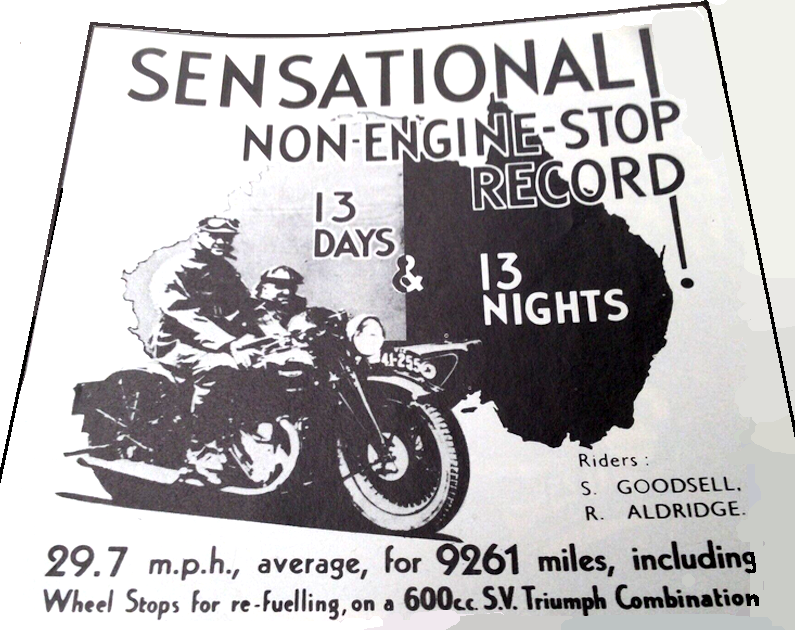 SENSATIONAL!
NON-ENGINE-STOP
RECORD!
13
DAYS
&
13
NIGHTS
Riders:
S. GOODSELL.
R. ALDRIDGE.
29.7 m.p.h., average, for 9261 miles, including
Wheel Stops for re-fuelling, on a 600cc. S.V. Triumph Combination